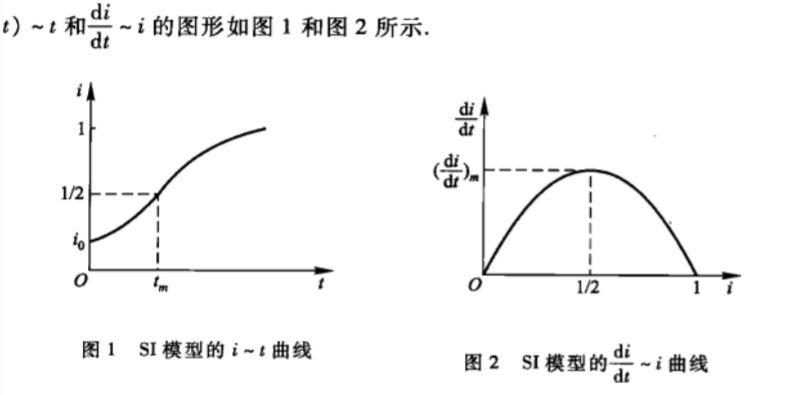 t) ~ t 和 di/dt ~ i 的图形如图 1 和图 2 所示.
i
1
1/2
i₀
O
tₘ
t
图 1 SI 模型的 i ~ t 曲线
di/dt
(di/dt)ₘ
O
1/2
1
i
图 2 SI 模型的 di/dt ~ i 曲线